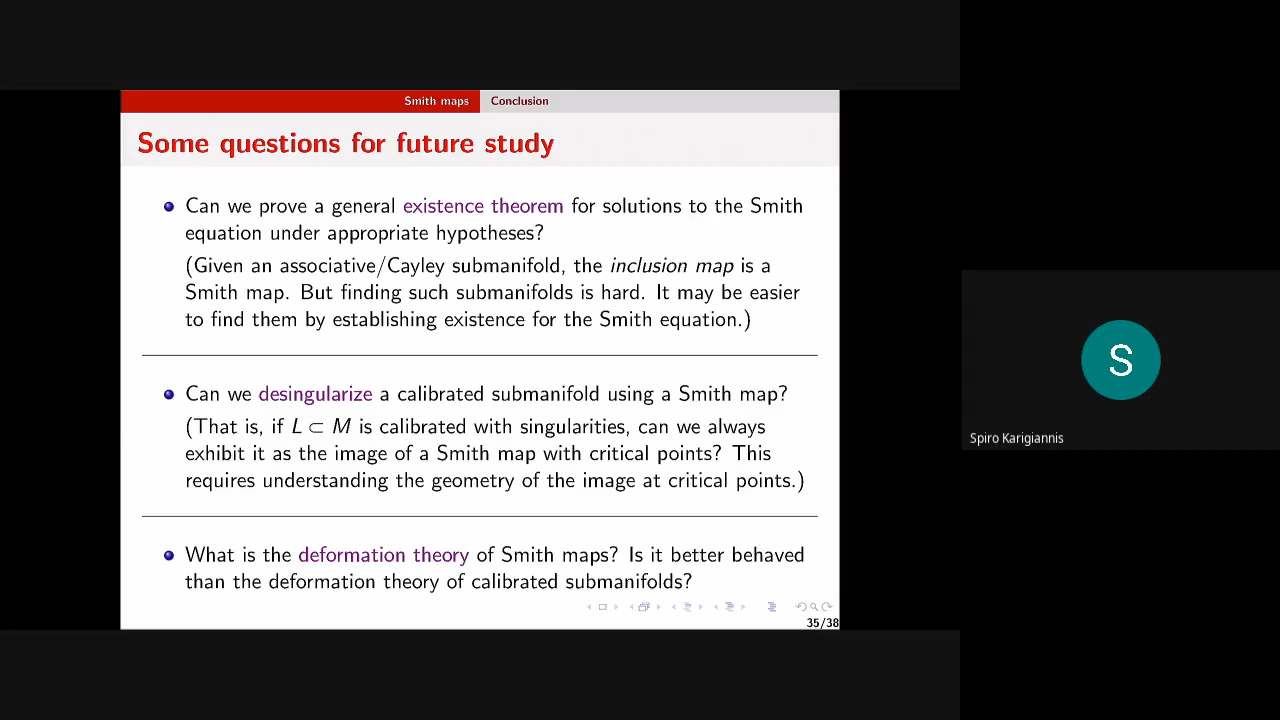 Smith maps Conclusion
Some questions for future study
Can we prove a general existence theorem for solutions to the Smith
equation under appropriate hypotheses?
(Given an associative/Cayley submanifold, the inclusion map is a
Smith map. But finding such submanifolds is hard. It may be easier
to find them by establishing existence for the Smith equation.)
Can we desingularize a calibrated submanifold using a Smith map?
(That is, if L ⊂ M is calibrated with singularities, can we always
exhibit it as the image of a Smith map with critical points? This
requires understanding the geometry of the image at critical points.)
What is the deformation theory of Smith maps? Is it better behaved
than the deformation theory of calibrated submanifolds?
35/38
S
Spiro Karigiannis